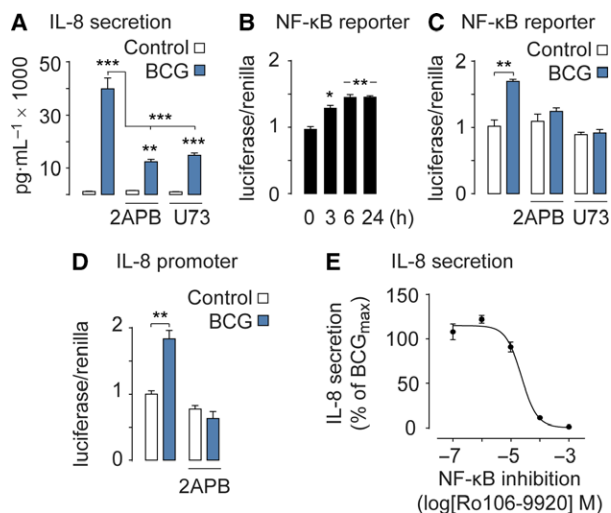 A IL-8 secretion
Control
BCG
pg·mL⁻¹ × 1000
50
30
10
***
***
**
***
2APB U73
B NF-κB reporter
luciferase/renilla
2
1
0
*
**
0 3 6 24 (h)
C NF-κB reporter
Control
BCG
luciferase/renilla
2
1
0
**
2APB U73
D IL-8 promoter
Control
BCG
luciferase/renilla
2
1
0
**
2APB
E IL-8 secretion
IL-8 secretion
(% of BCGmax)
150
100
50
0
–7 –5 –3
NF-κB inhibition
(log[Ro106-9920] M)